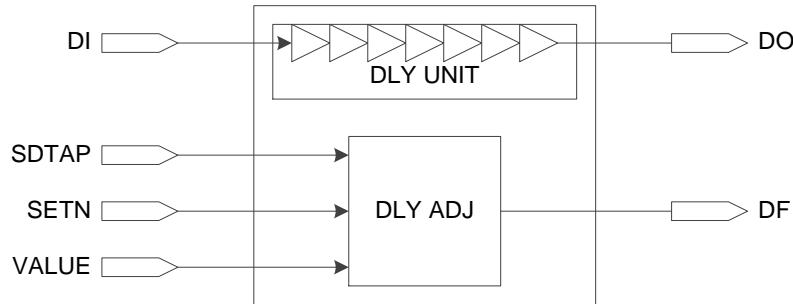 DI
DO
DLY UNIT
SDTAP
SETN
DLY ADJ
DF
VALUE